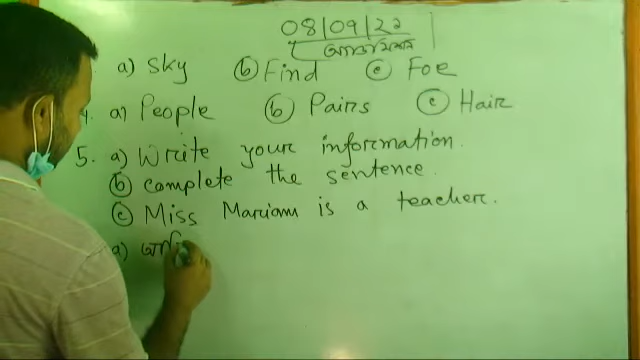 08/09/22
a) Sky (b) Find (c) Foe
a) People (b) Pairs (c) Hair
5. a) Write your information.
(b) complete the sentence.
(c) Miss Mariam is a teacher.
a)